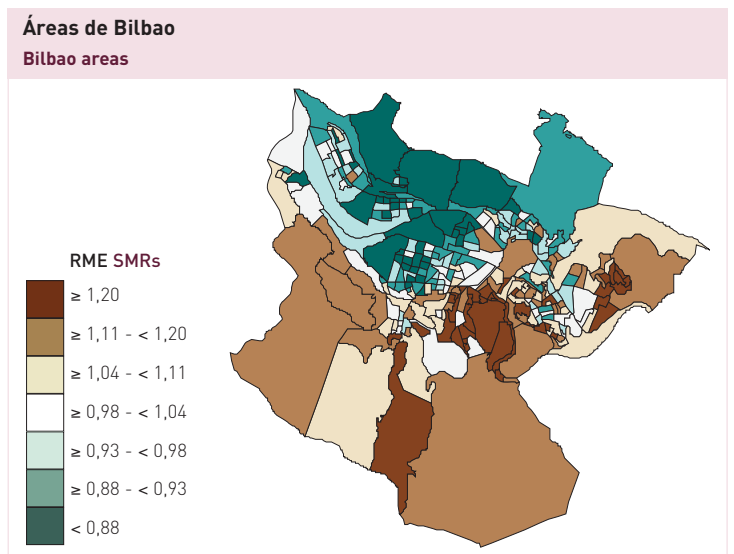 Áreas de Bilbao
Bilbao areas
RME SMRs
≥ 1,20
≥ 1,11 - < 1,20
≥ 1,04 - < 1,11
≥ 0,98 - < 1,04
≥ 0,93 - < 0,98
≥ 0,88 - < 0,93
< 0,88